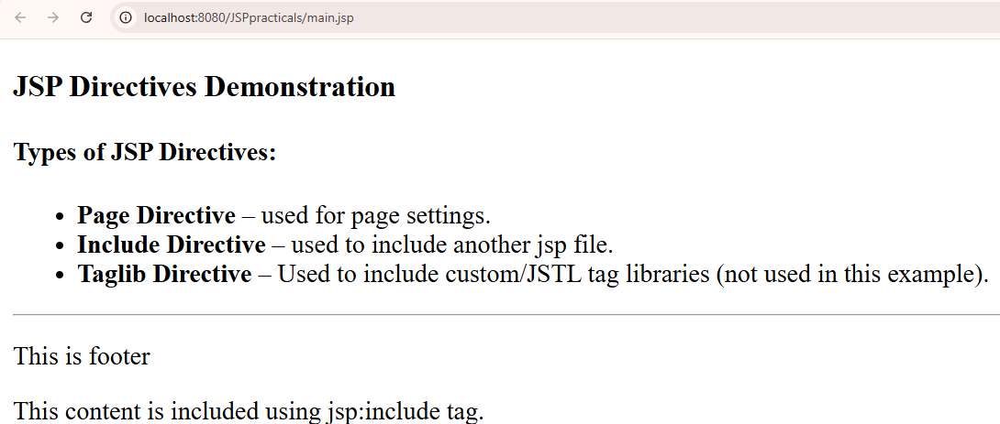 localhost:8080/JSPpracticals/main.jsp
JSP Directives Demonstration
Types of JSP Directives:
• Page Directive – used for page settings.
• Include Directive – used to include another jsp file.
• Taglib Directive – Used to include custom/JSTL tag libraries (not used in this example).
This is footer
This content is included using jsp:include tag.